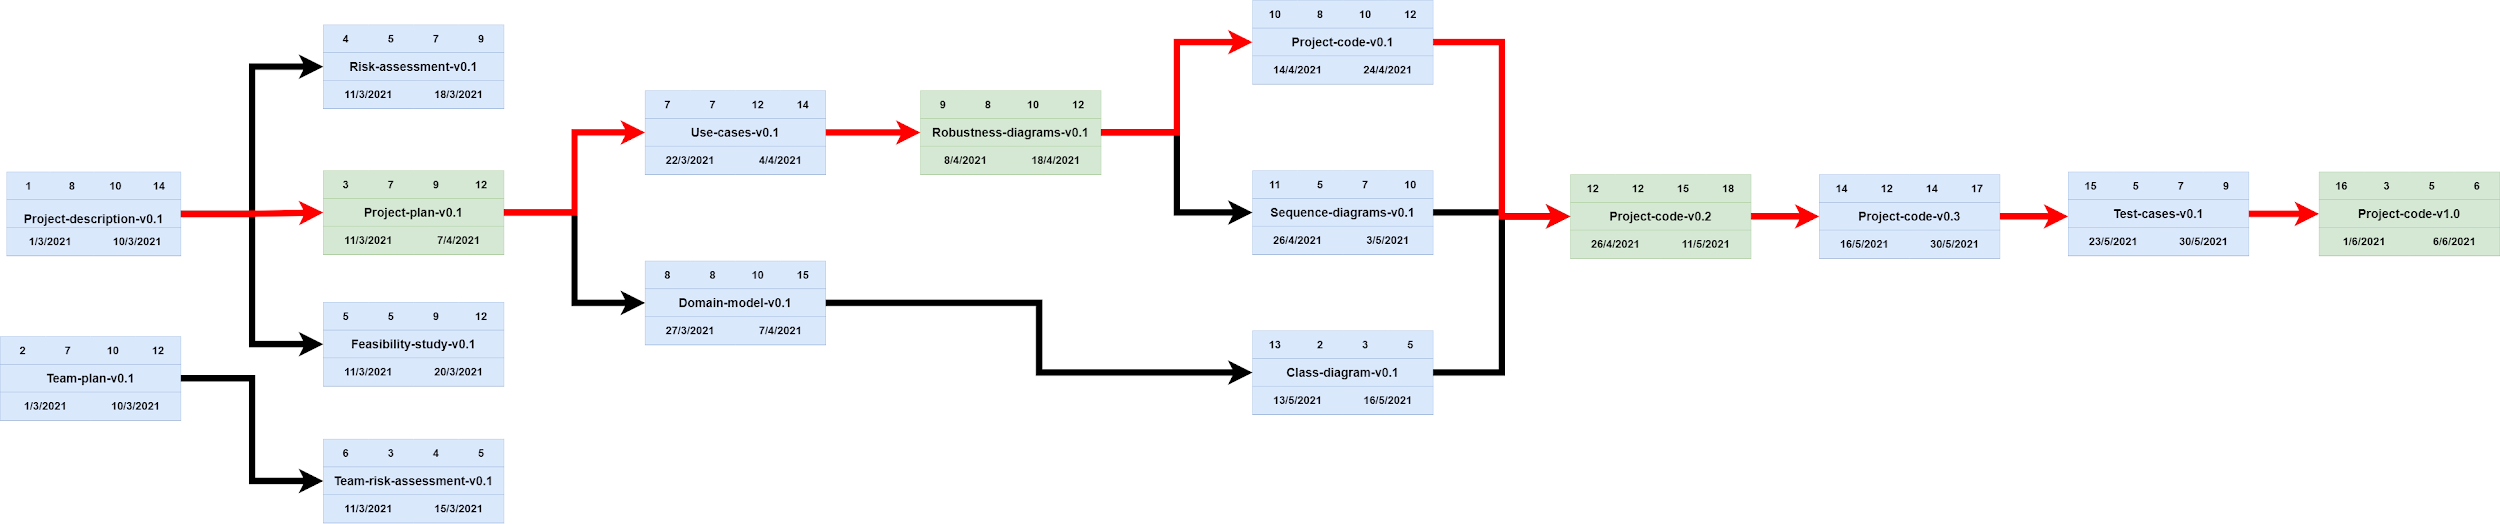 4 5 7 9
Risk-assessment-v0.1
11/3/2021 18/3/2021
1 8 10 14
Project-description-v0.1
1/3/2021 10/3/2021
3 7 9 12
Project-plan-v0.1
11/3/2021 7/4/2021
5 5 9 12
Feasibility-study-v0.1
11/3/2021 20/3/2021
2 7 10 12
Team-plan-v0.1
1/3/2021 10/3/2021
6 3 4 5
Team-risk-assessment-v0.1
11/3/2021 15/3/2021
7 7 12 14
Use-cases-v0.1
22/3/2021 4/4/2021
8 8 10 15
Domain-model-v0.1
27/3/2021 7/4/2021
9 8 10 12
Robustness-diagrams-v0.1
8/4/2021 18/4/2021
10 8 10 12
Project-code-v0.1
14/4/2021 24/4/2021
11 5 7 10
Sequence-diagrams-v0.1
26/4/2021 3/5/2021
13 2 3 5
Class-diagram-v0.1
13/5/2021 16/5/2021
12 12 15 18
Project-code-v0.2
26/4/2021 11/5/2021
14 12 14 17
Project-code-v0.3
16/5/2021 30/5/2021
15 5 7 9
Test-cases-v0.1
23/5/2021 30/5/2021
16 3 5 6
Project-code-v1.0
1/6/2021 6/6/2021